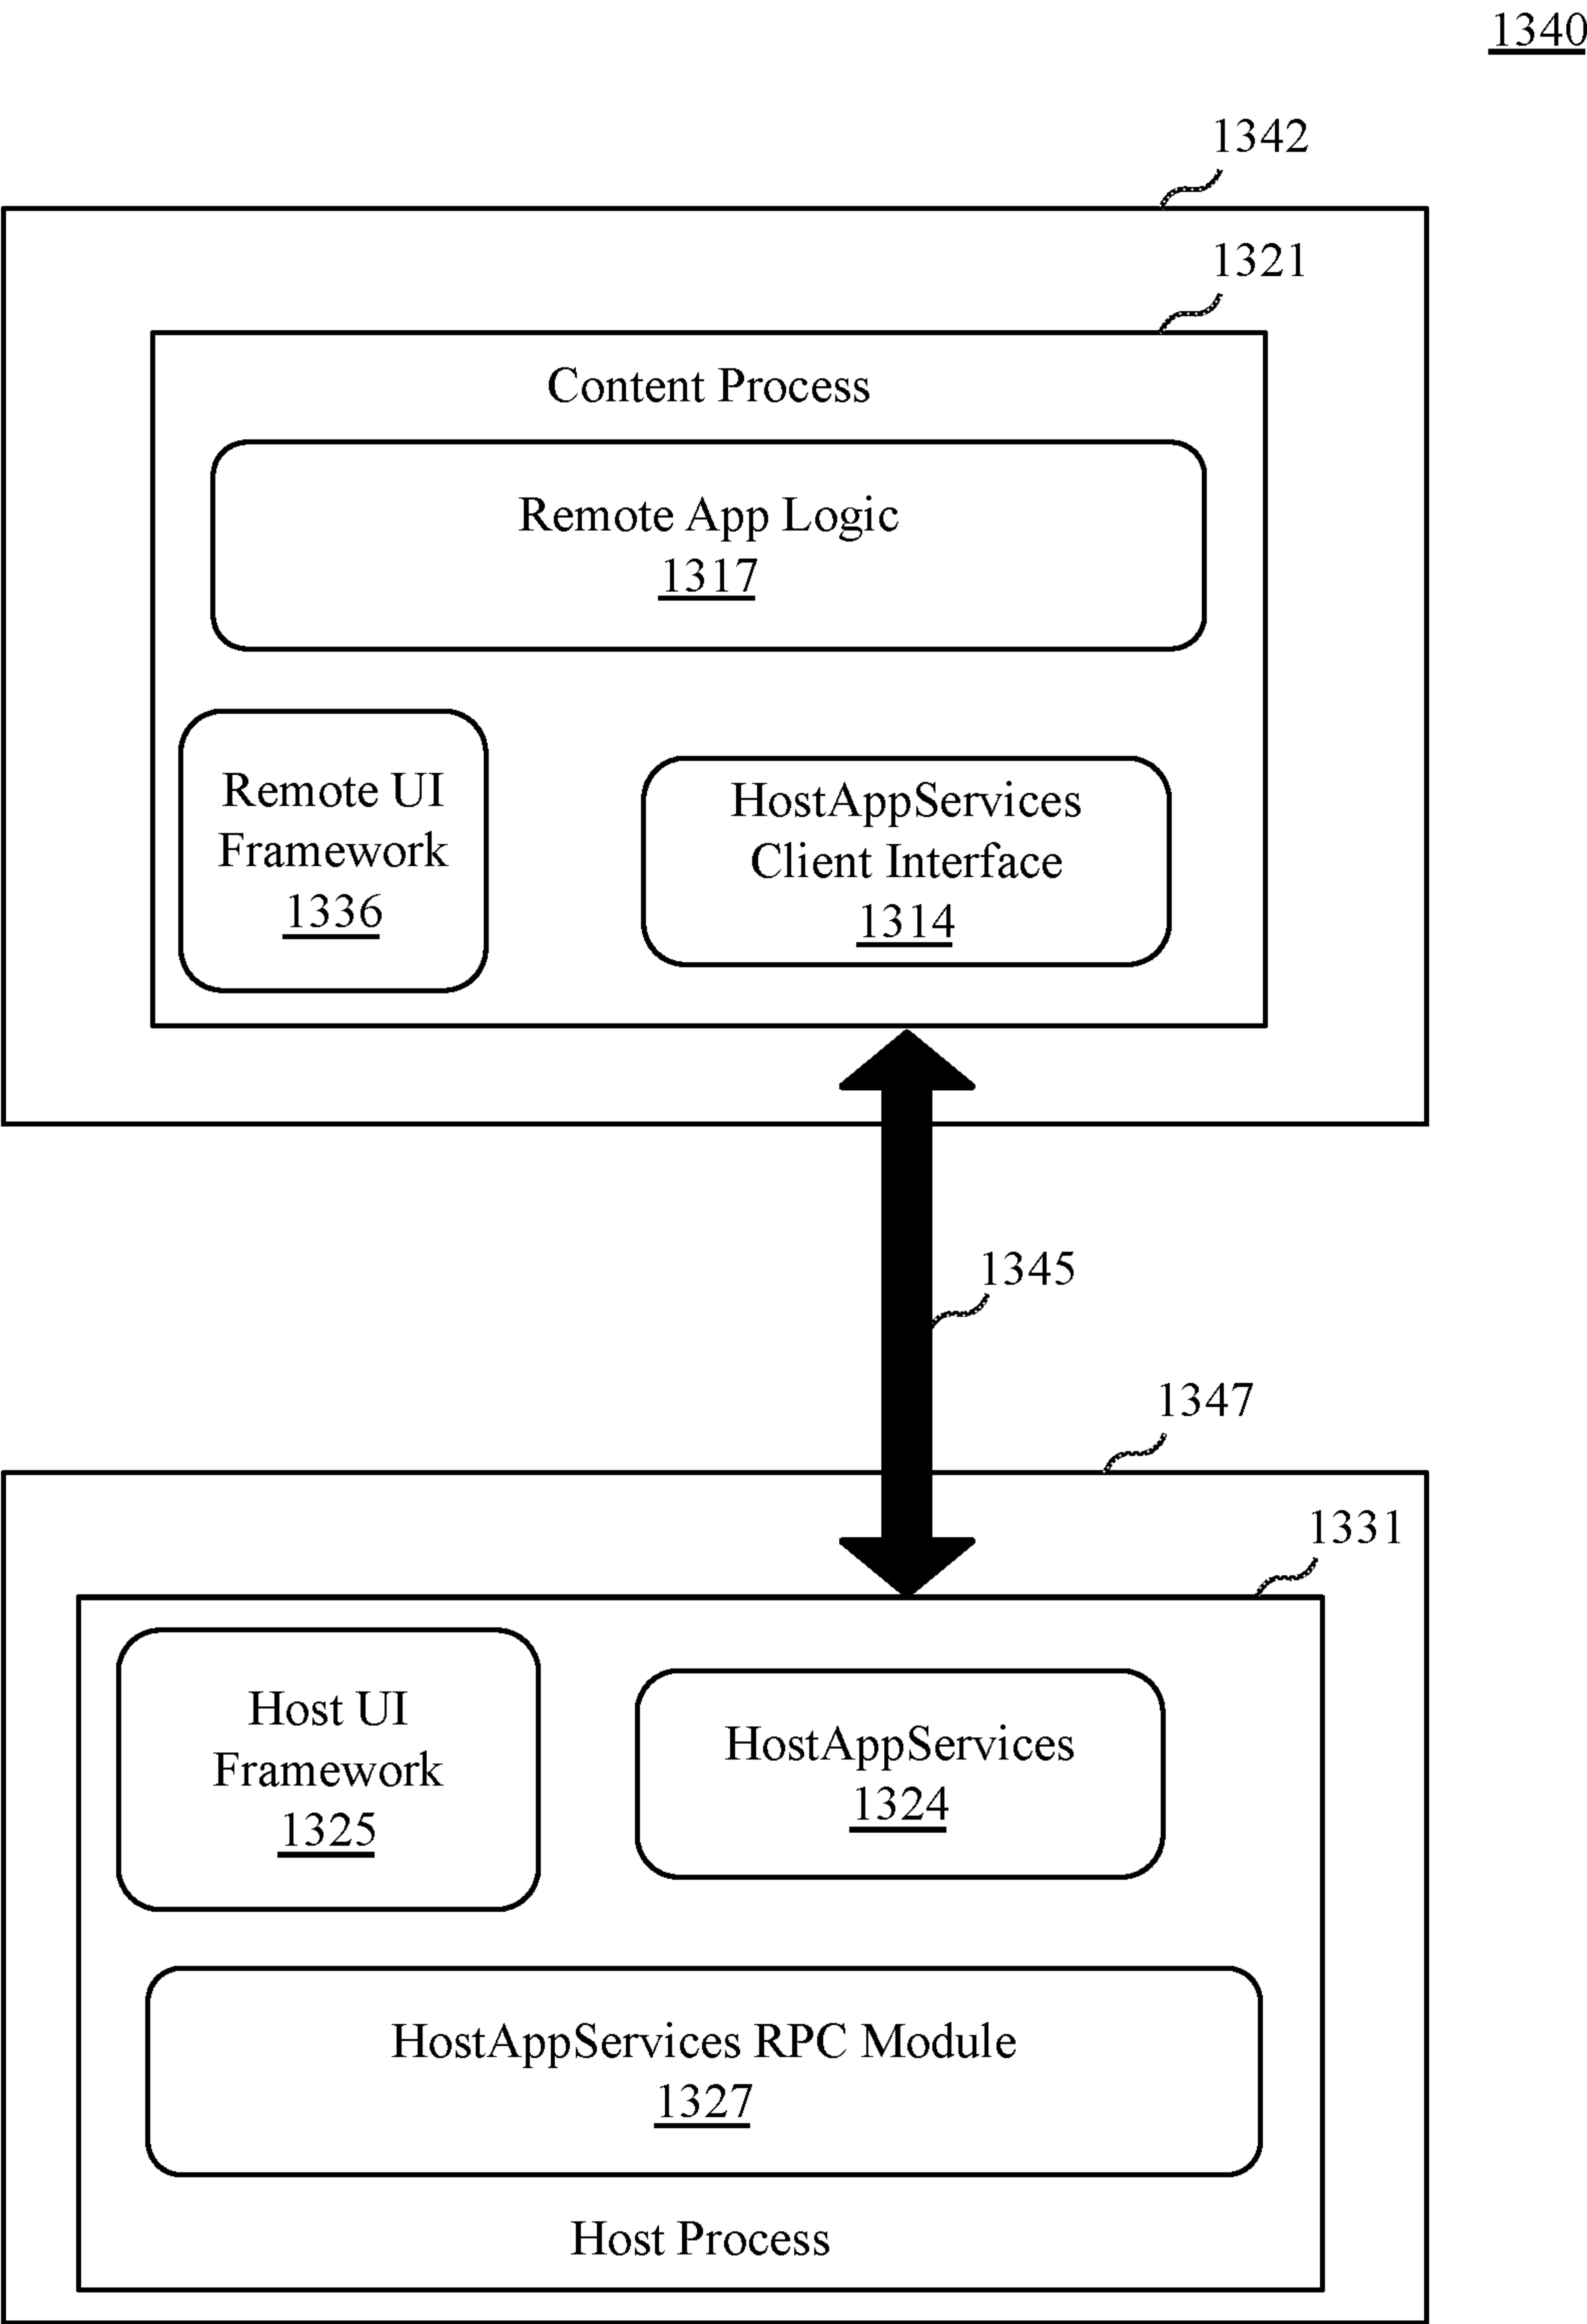 1340
1342
1321
Content Process
Remote App Logic
1317
Remote UI
Framework
1336
HostAppServices
Client Interface
1314
1345
1347
1331
Host UI
Framework
1325
HostAppServices
1324
HostAppServices RPC Module
1327
Host Process